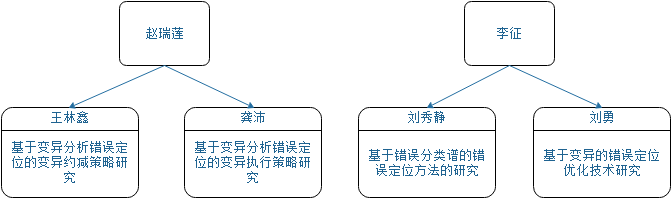 赵瑞莲
李征
王林鑫
基于变异分析错误定
位的变异约减策略研
究
龚沛
基于变异分析错误定
位的变异执行策略研
究
刘秀静
基于错误分类谱的错
误定位方法的研究
刘勇
基于变异的错误定位
优化技术研究